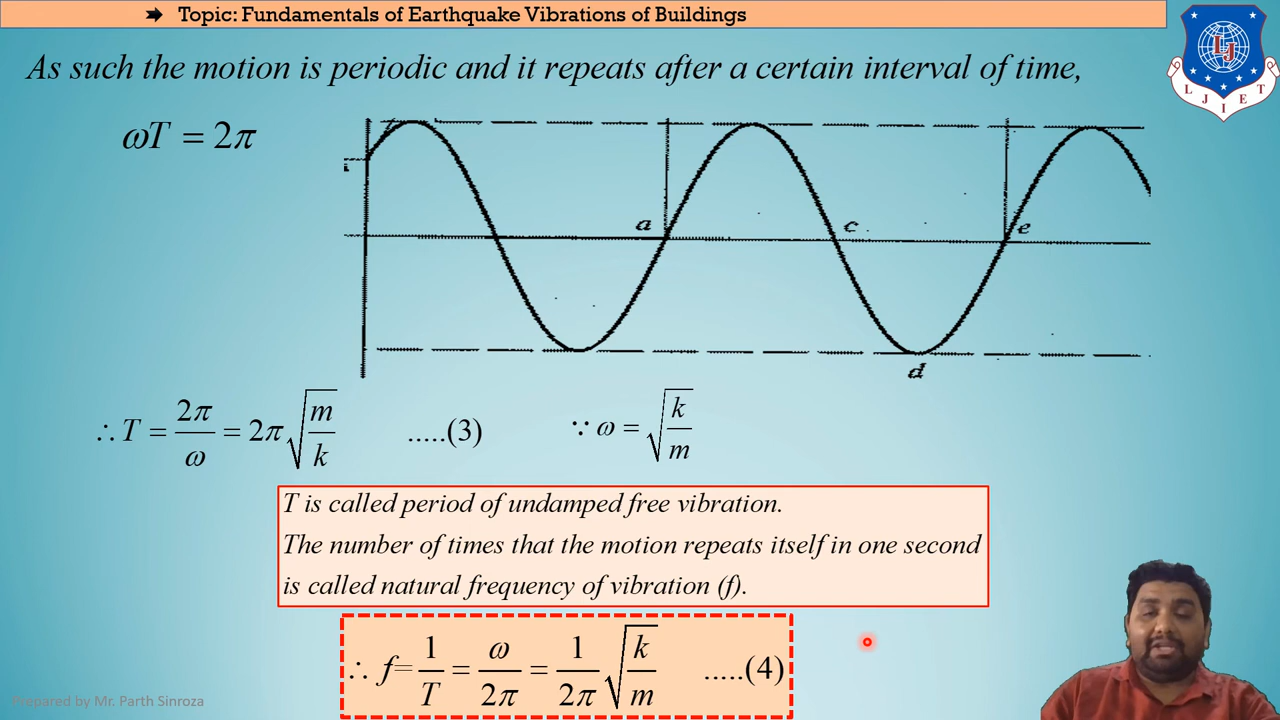 Topic: Fundamentals of Earthquake Vibrations of Buildings
L J I E T
LJ
As such the motion is periodic and it repeats after a certain interval of time,
ωT = 2π
a
c
e
d
∴ T = 2π/ω = 2π√(m/k) .....(3) ∵ ω = √(k/m)
T is called period of undamped free vibration.
The number of times that the motion repeats itself in one second
is called natural frequency of vibration (f).
∴ f= 1/T = ω/2π = 1/2π √(k/m) .....(4)
Prepared by Mr. Parth Sinroza